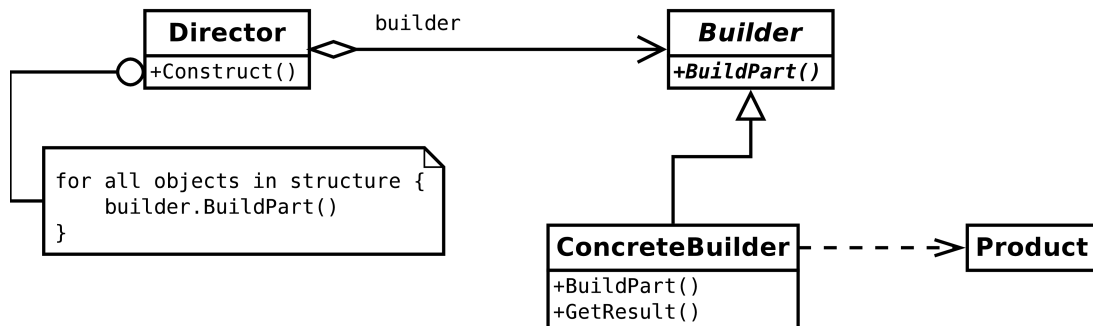 Director
+Construct()
builder
Builder
+BuildPart()
for all objects in structure {
    builder.BuildPart()
}
ConcreteBuilder
+BuildPart()
+GetResult()
Product